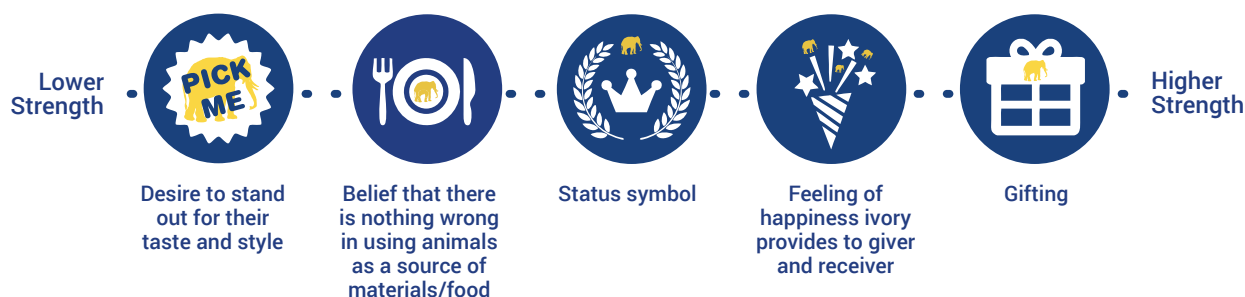 Lower
Strength
PICK
ME
Higher
Strength
Desire to stand
out for their
taste and style
Belief that there
is nothing wrong
in using animals
as a source of
materials/food
Status symbol
Feeling of
happiness ivory
provides to giver
and receiver
Gifting